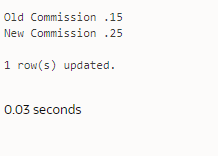 Old Commission .15
New Commission .25
1 row(s) updated.
0.03 seconds